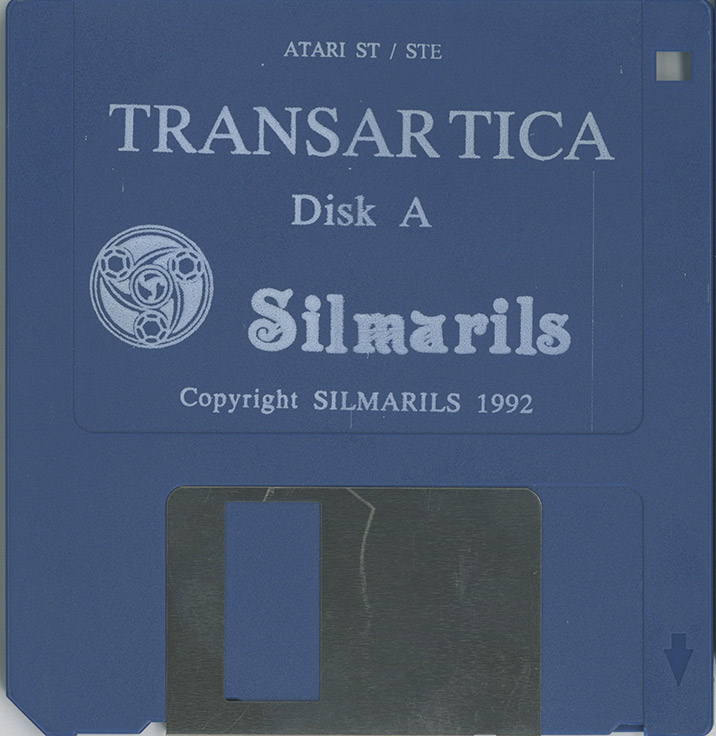 ATARI ST / STE
TRANSARTICA
Disk A
Silmarils
Copyright SILMARILS 1992